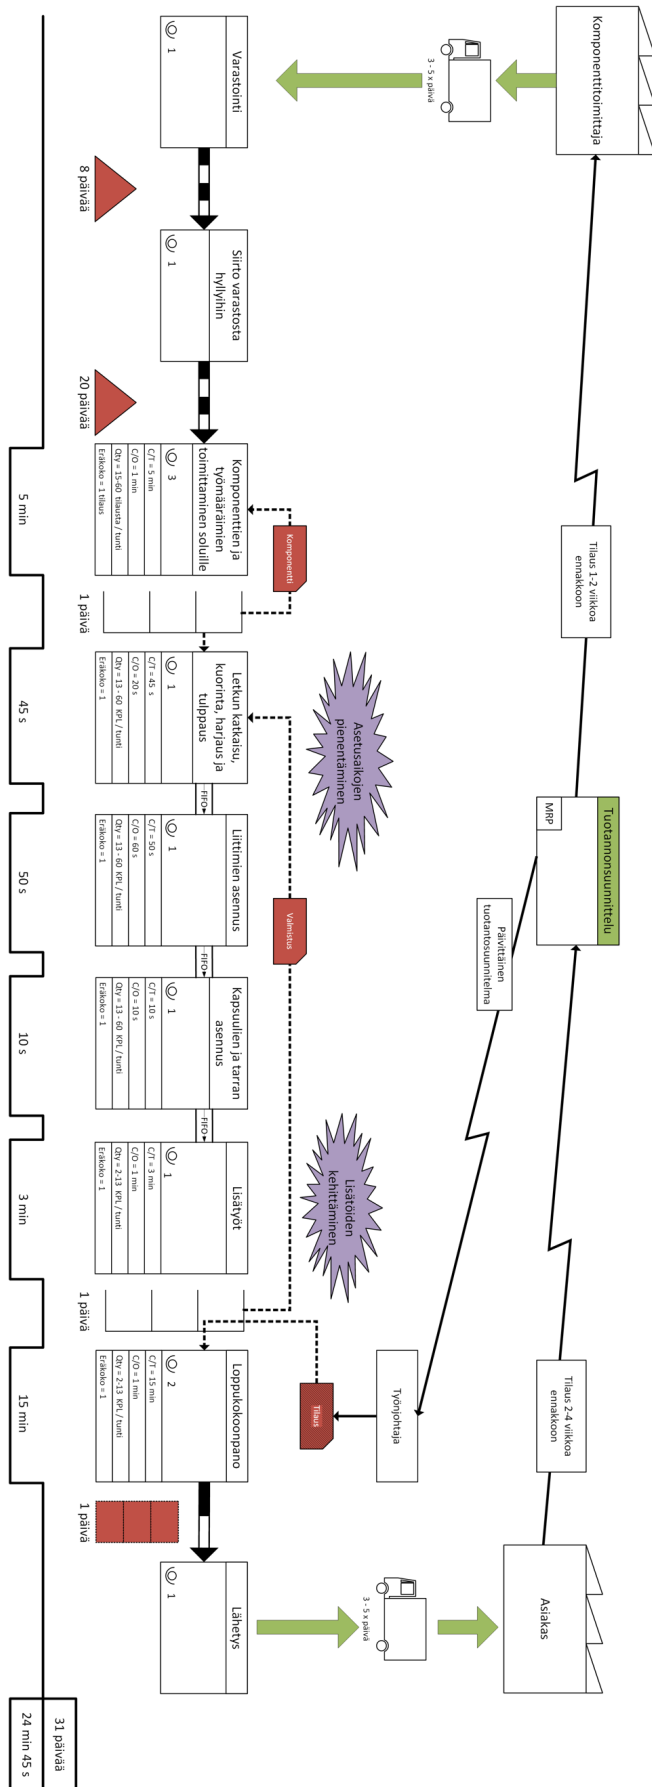 Komponenttitoimittaja
Tilaus 1-2 viikkoa
ennakkoon
Tuotannonsuunnittelu
MRP
Tilaus 2-4 viikkoa
ennakkoon
Asiakas
Päivittäinen
tuotantosuunnitelma
3 - 5 x päivä
Työnjohtaja
3 - 5 x päivä
Asetusaikojen
pienentäminen
Lisätöiden
kehittäminen
Komponentti
Valmistus
Tilaus
Varastointi
1
8 päivää
Siirto varastosta
hyllyihin
1
20 päivää
Komponenttien ja
työmääräimien
toimittaminen soluille
3
C/T = 5 min
C/O = 1 min
Qty = 15-60 tilausta / tunti
Eräkoko = 1 tilaus
1 päivä
Letkun katkaisu,
kuorinta, harjaus ja
tulppaus
1
C/T = 45 s
C/O = 20 s
Qty = 13 - 60 KPL / tunti
Eräkoko = 1
FIFO
Liittimien asennus
1
C/T = 50 s
C/O = 60 s
Qty = 13 - 60 KPL / tunti
Eräkoko = 1
FIFO
Kapsuulien ja tarran
asennus
1
C/T = 10 s
C/O = 10 s
Qty = 13 - 60 KPL / tunti
Eräkoko = 1
FIFO
Lisätyöt
1
C/T = 3 min
C/O = 1 min
Qty = 2-13 KPL / tunti
Eräkoko = 1
1 päivä
Loppukokoonpano
2
C/T = 15 min
C/O = 1 min
Qty = 2-13 KPL / tunti
Eräkoko = 1
1 päivä
Lähetys
1
5 min
45 s
50 s
10 s
3 min
15 min
31 päivää
24 min 45 s